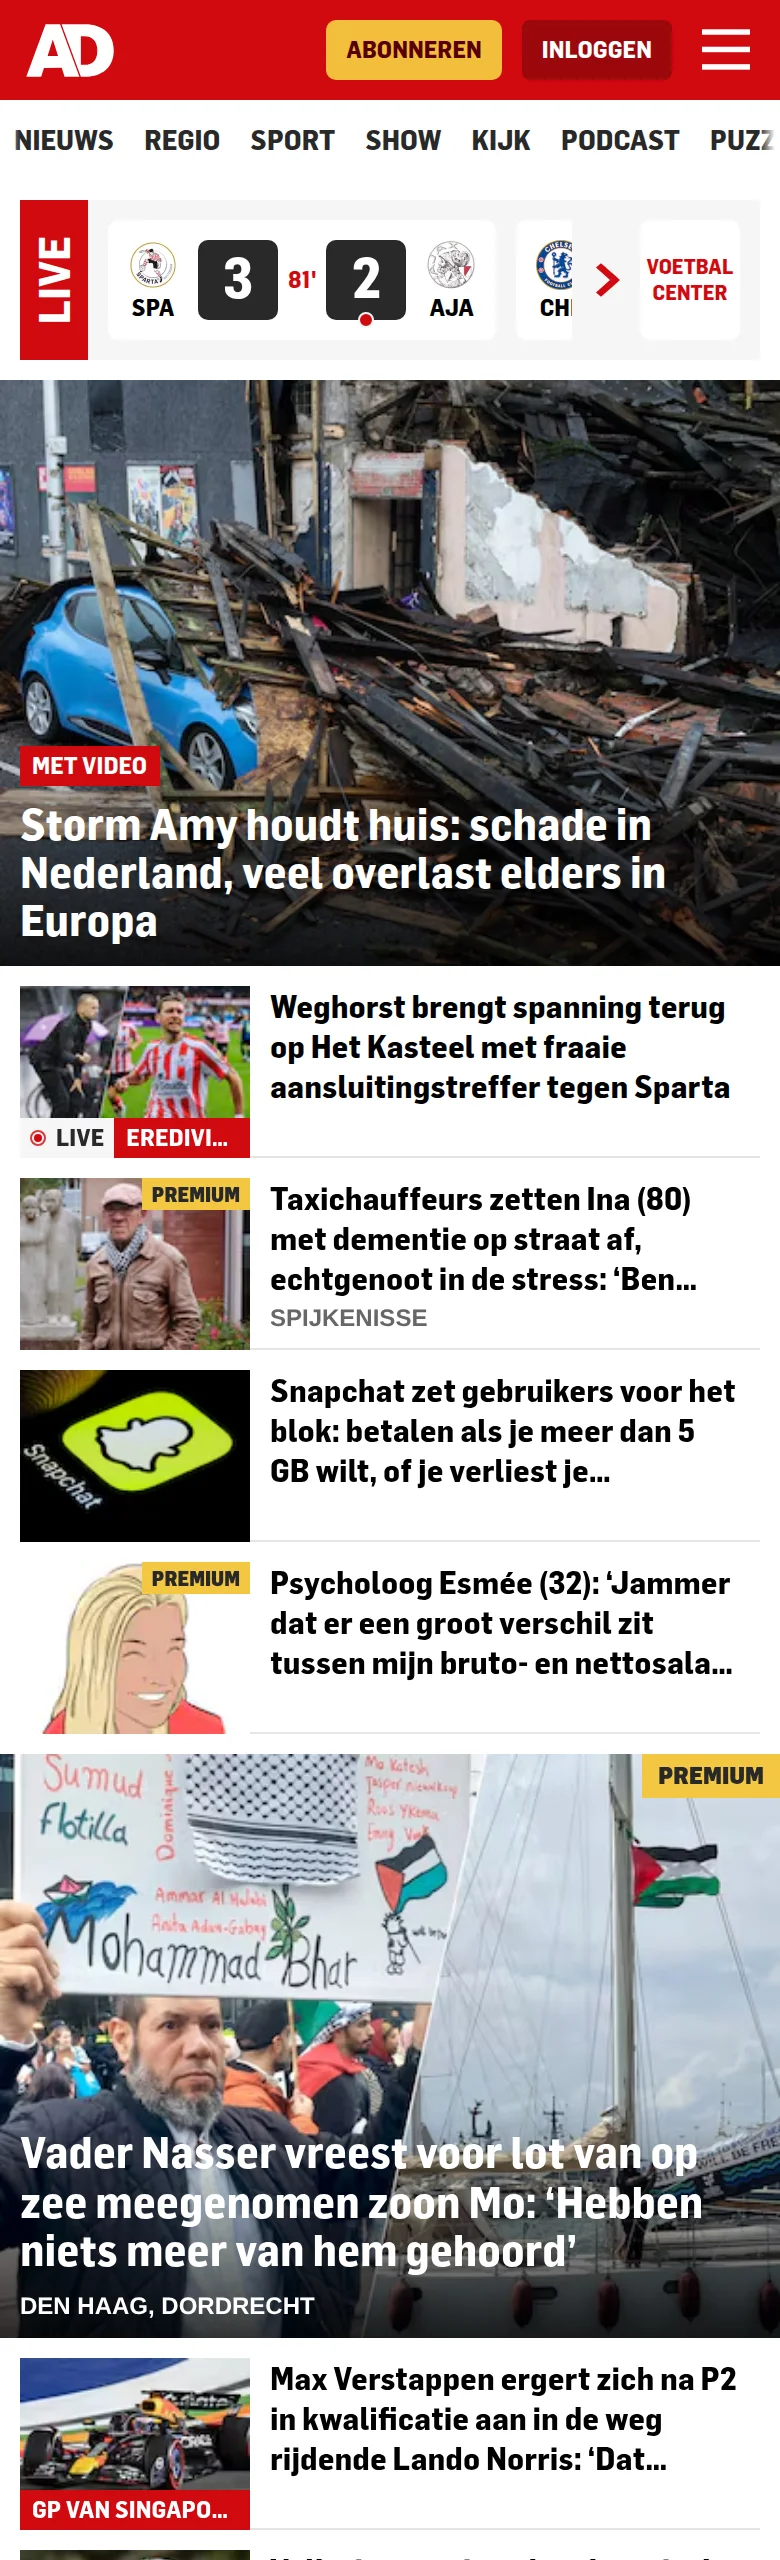 AD
ABONNEREN
INLOGGEN
NIEUWS REGIO SPORT SHOW KIJK PODCAST PUZZ
LIVE
SPA
3
81'
2
AJA
CHELSEA
CH
VOETBAL
CENTER
MET VIDEO
Storm Amy houdt huis: schade in
Nederland, veel overlast elders in
Europa
LIVE
EREDIVI...
Weghorst brengt spanning terug
op Het Kasteel met fraaie
aansluitingstreffer tegen Sparta
PREMIUM
Taxichauffeurs zetten Ina (80)
met dementie op straat af,
echtgenoot in de stress: ‘Ben...
SPIJKENISSE
Snapchat
Snapchat zet gebruikers voor het
blok: betalen als je meer dan 5
GB wilt, of je verliest je...
PREMIUM
Psycholoog Esmée (32): ‘Jammer
dat er een groot verschil zit
tussen mijn bruto- en nettosala...
PREMIUM
Sumud
Flotilla
Dominique
Mohammad Bhar
Vader Nasser vreest voor lot van op
zee meegenomen zoon Mo: ‘Hebben
niets meer van hem gehoord’
DEN HAAG, DORDRECHT
GP VAN SINGAPO...
Max Verstappen ergert zich na P2
in kwalificatie aan in de weg
rijdende Lando Norris: ‘Dat...